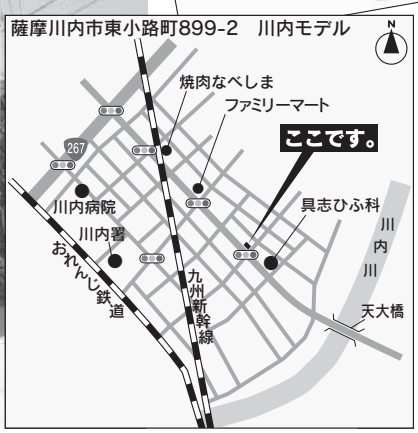 薩摩川内市東小路町899-2　川内モデル
N
焼肉なべしま
ファミリーマート
ここです。
267
川内病院
具志ひふ科
川内川
川内署
おれんじ鉄道
九州新幹線
天大橋